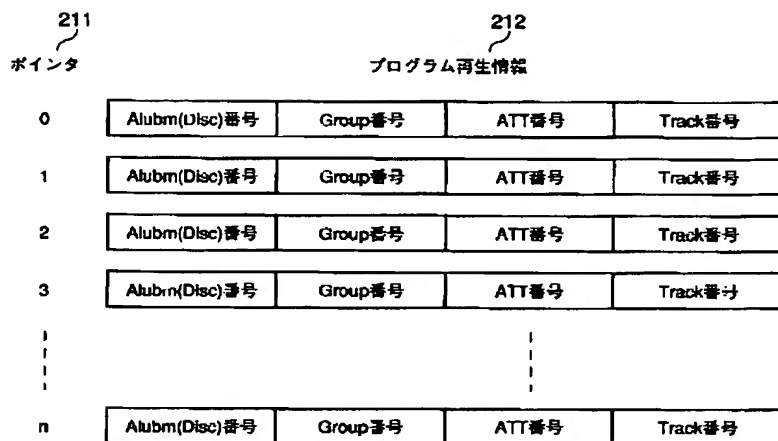 211 212
ポインタ プログラム再生情報
0 Alubm(Disc)番号 Group番号 ATT番号 Track番号
1 Alubm(Disc)番号 Group番号 ATT番号 Track番号
2 Alubm(Disc)番号 Group番号 ATT番号 Track番号
3 Alubm(Disc)番号 Group番号 ATT番号 Track番号
n Alubm(Disc)番号 Group番号 ATT番号 Track番号